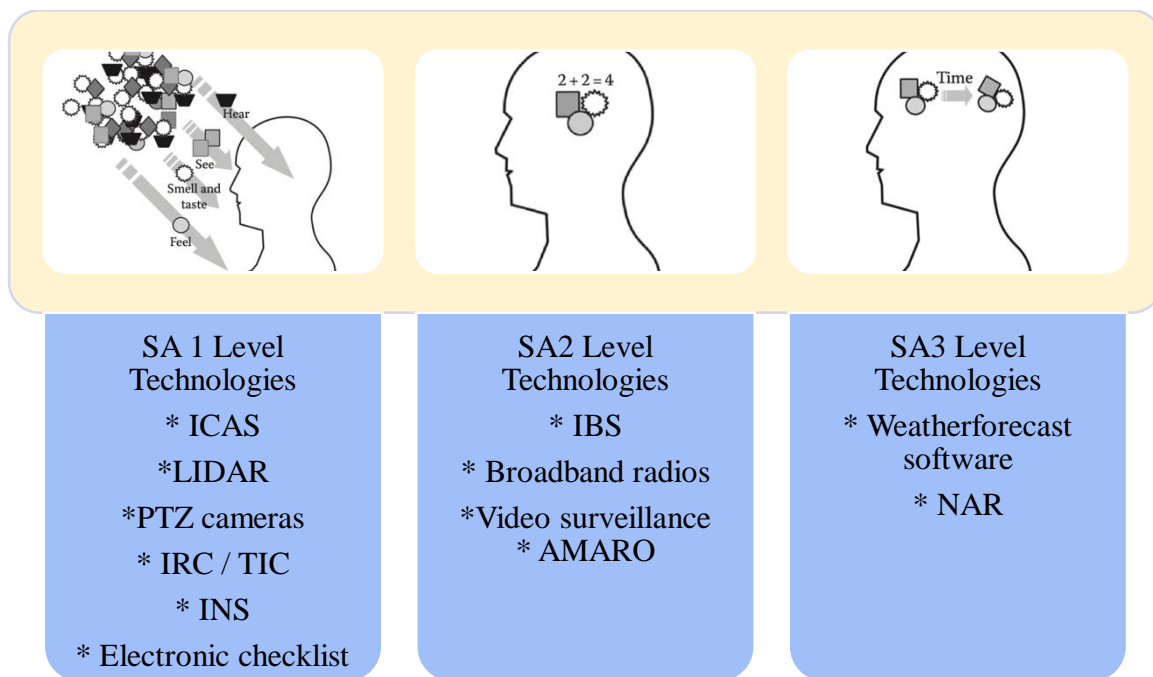 Hear
See
Smell and
taste
Feel
2 + 2 = 4
Time
SA 1 Level
Technologies
* ICAS
*LIDAR
*PTZ cameras
* IRC / TIC
* INS
* Electronic checklist
SA2 Level
Technologies
* IBS
* Broadband radios
*Video surveillance
* AMARO
SA3 Level
Technologies
* Weatherforecast
software
* NAR